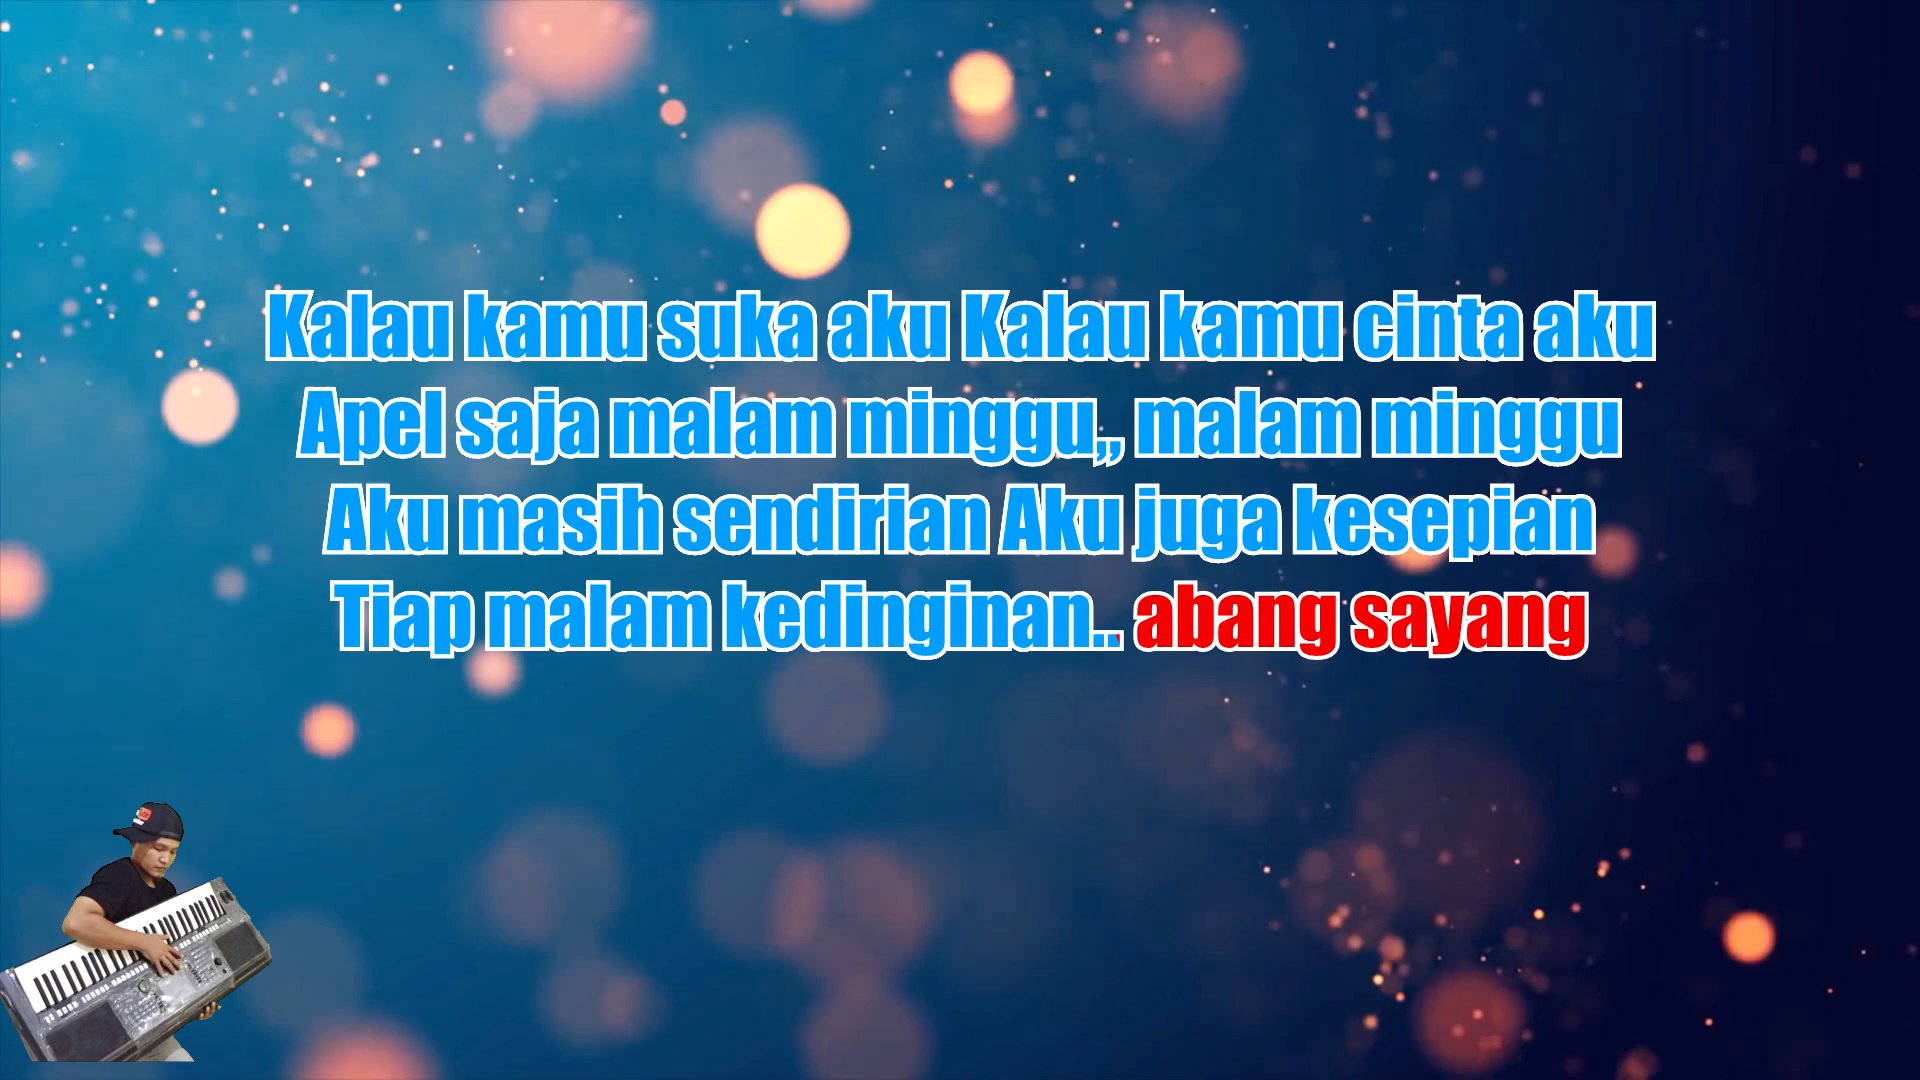 Kalau kamu suka aku Kalau kamu cinta aku
Apel saja malam minggu,, malam minggu
Aku masih sendirian Aku juga kesepian
Tiap malam kedinginan.. abang sayang